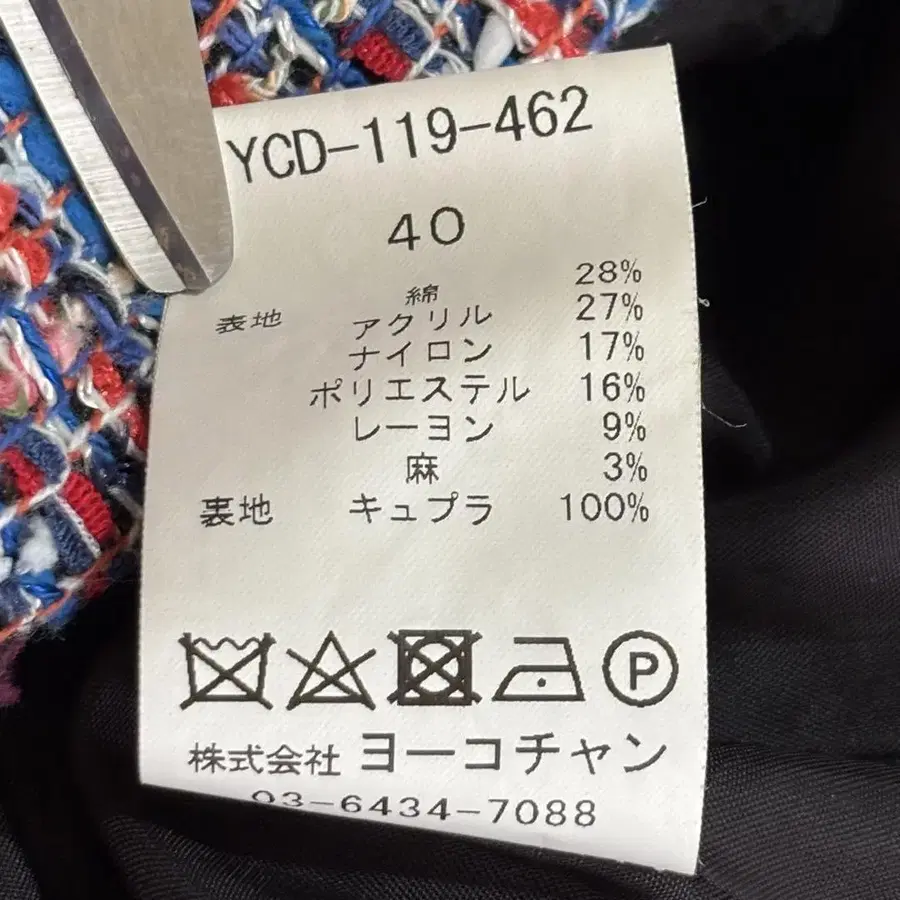 YCD-119-462
40
綿 28%
表地 アクリル 27%
ナイロン 17%
ポリエステル 16%
レーヨン 9%
麻 3%
裏地 キュプラ 100%
P
株式会社 ヨーコチャン
03-6434-7088